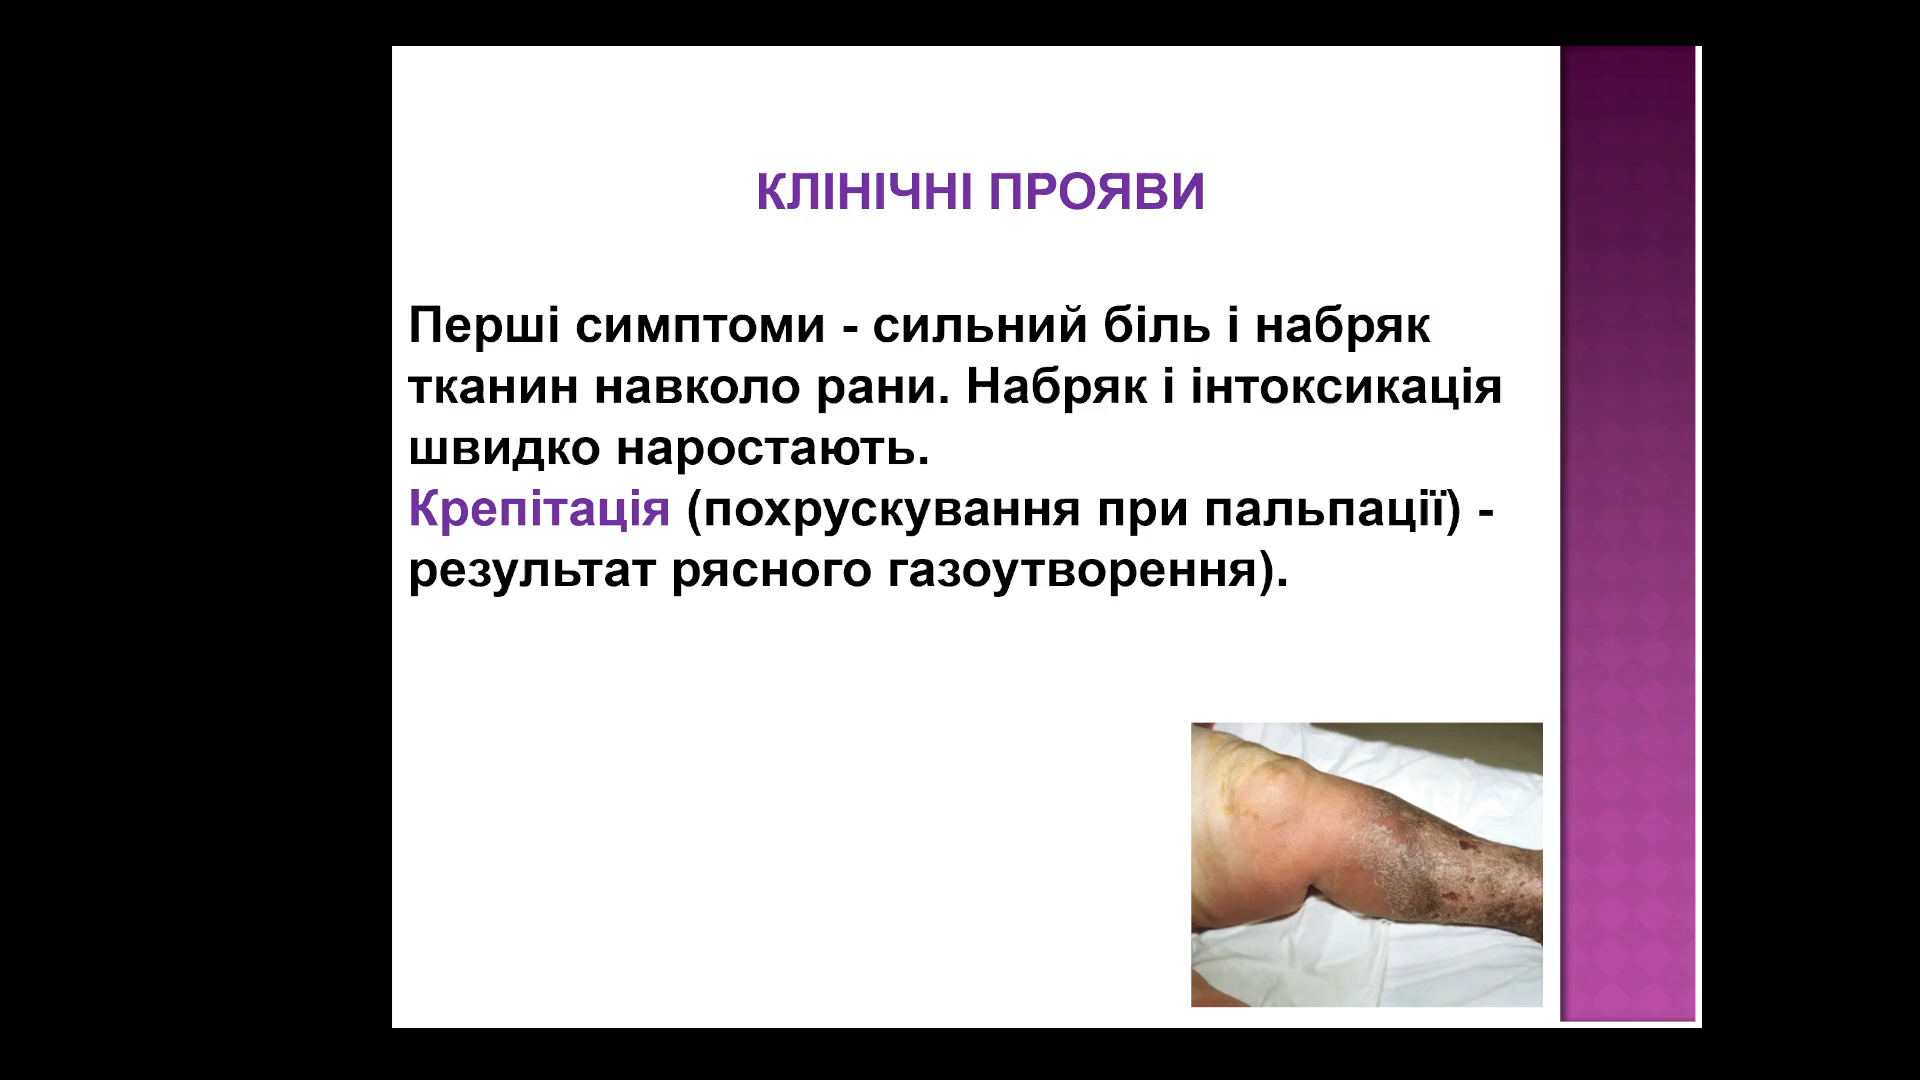 КЛІНІЧНІ ПРОЯВИ
Перші симптоми - сильний біль і набряк
тканин навколо рани. Набряк і інтоксикація
швидко наростають.
Крепітація (похрускування при пальпації) -
результат рясного газоутворення).